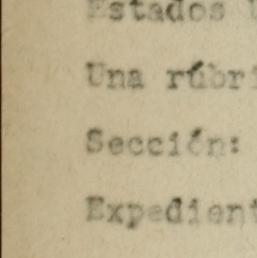 Estados
Una rúbri
Sección:
Expedient